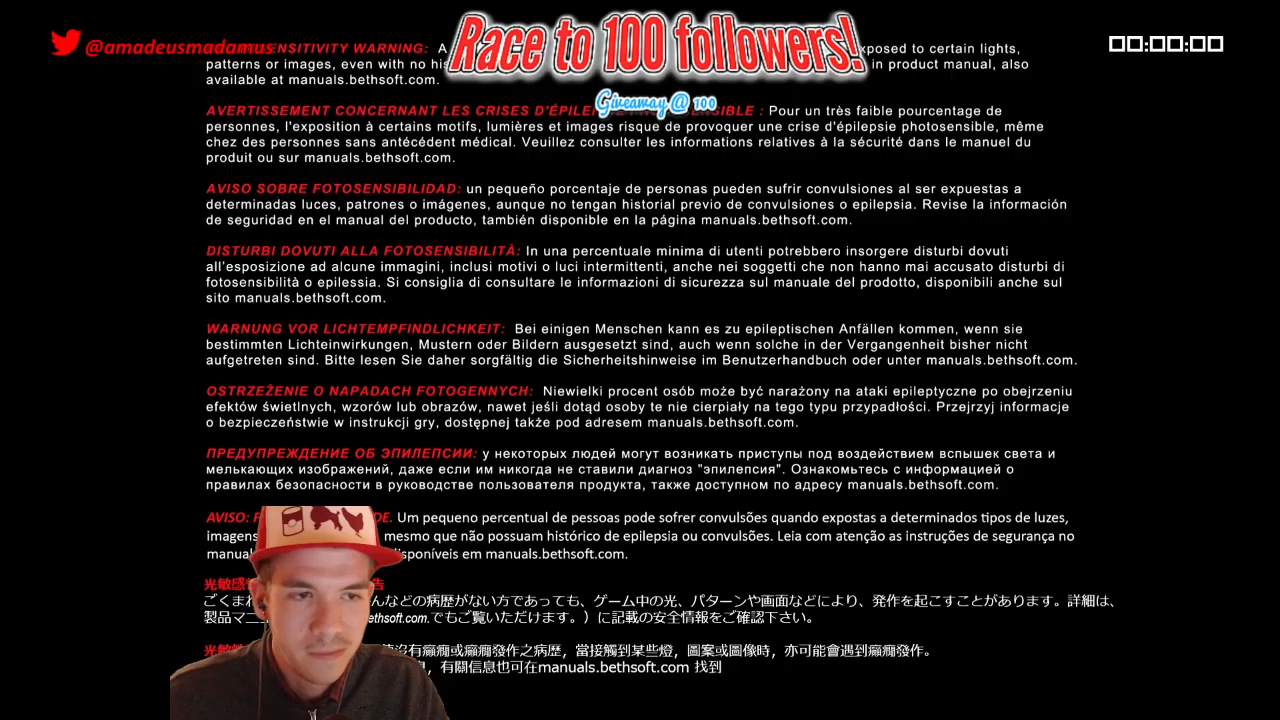 Race to 100 followers!
@amadeusmadamus
00:00:00
Giveaway @ 100
ENSITIVITY WARNING: A xposed to certain lights,
patterns or images, even with no his in product manual, also
available at manuals.bethsoft.com.
AVERTISSEMENT CONCERNANT LES CRISES D'ÉPILE SIBLE : Pour un très faible pourcentage de
personnes, l'exposition à certains motifs, lumières et images risque de provoquer une crise d'épilepsie photosensible, même
chez des personnes sans antécédent médical. Veuillez consulter les informations relatives à la sécurité dans le manuel du
produit ou sur manuals.bethsoft.com.
AVISO SOBRE FOTOSENSIBILIDAD: un pequeño porcentaje de personas pueden sufrir convulsiones al ser expuestas a
determinadas luces, patrones o imágenes, aunque no tengan historial previo de convulsiones o epilepsia. Revise la información
de seguridad en el manual del producto, también disponible en la página manuals.bethsoft.com.
DISTURBI DOVUTI ALLA FOTOSENSIBILITÀ: In una percentuale minima di utenti potrebbero insorgere disturbi dovuti
all'esposizione ad alcune immagini, inclusi motivi o luci intermittenti, anche nei soggetti che non hanno mai accusato disturbi di
fotosensibilità o epilessia. Si consiglia di consultare le informazioni di sicurezza sul manuale del prodotto, disponibili anche sul
sito manuals.bethsoft.com.
WARNUNG VOR LICHTEMPFINDLICHKEIT: Bei einigen Menschen kann es zu epileptischen Anfällen kommen, wenn sie
bestimmten Lichteinwirkungen, Mustern oder Bildern ausgesetzt sind, auch wenn solche in der Vergangenheit bisher nicht
aufgetreten sind. Bitte lesen Sie daher sorgfältig die Sicherheitshinweise im Benutzerhandbuch oder unter manuals.bethsoft.com.
OSTRZEŻENIE O NAPADACH FOTOGENNYCH: Niewielki procent osób może być narażony na ataki epileptyczne po obejrzeniu
efektów świetlnych, wzorów lub obrazów, nawet jeśli dotąd osoby te nie cierpiały na tego typu przypadłości. Przejrzyj informacje
o bezpieczeństwie w instrukcji gry, dostępnej także pod adresem manuals.bethsoft.com.
ПРЕДУПРЕЖДЕНИЕ ОБ ЭПИЛЕПСИИ: у некоторых людей могут возникать приступы под воздействием вспышек света и
мелькающих изображений, даже если им никогда не ставили диагноз "эпилепсия". Ознакомьтесь с информацией о
правилах безопасности в руководстве пользователя продукта, также доступном по адресу manuals.bethsoft.com.
AVISO: F DE. Um pequeno percentual de pessoas pode sofrer convulsões quando expostas a determinados tipos de luzes,
imagens mesmo que não possuam histórico de epilepsia ou convulsões. Leia com atenção as instruções de segurança no
manual disponíveis em manuals.bethsoft.com.
光敏感 告
ごくまれ んなどの病歴がない方であっても、ゲーム中の光、パターンや画面などにより、発作を起こすことがあります。詳細は、
製品マニ ethsoft.com.でもご覧いただけます。）に記載の安全情報をご確認下さい。
光敏 沒有癲癇或癲癇發作之病歷，當接觸到某些燈，圖案或圖像時，亦可能會遇到癲癇發作。
，有關信息也可在manuals.bethsoft.com 找到